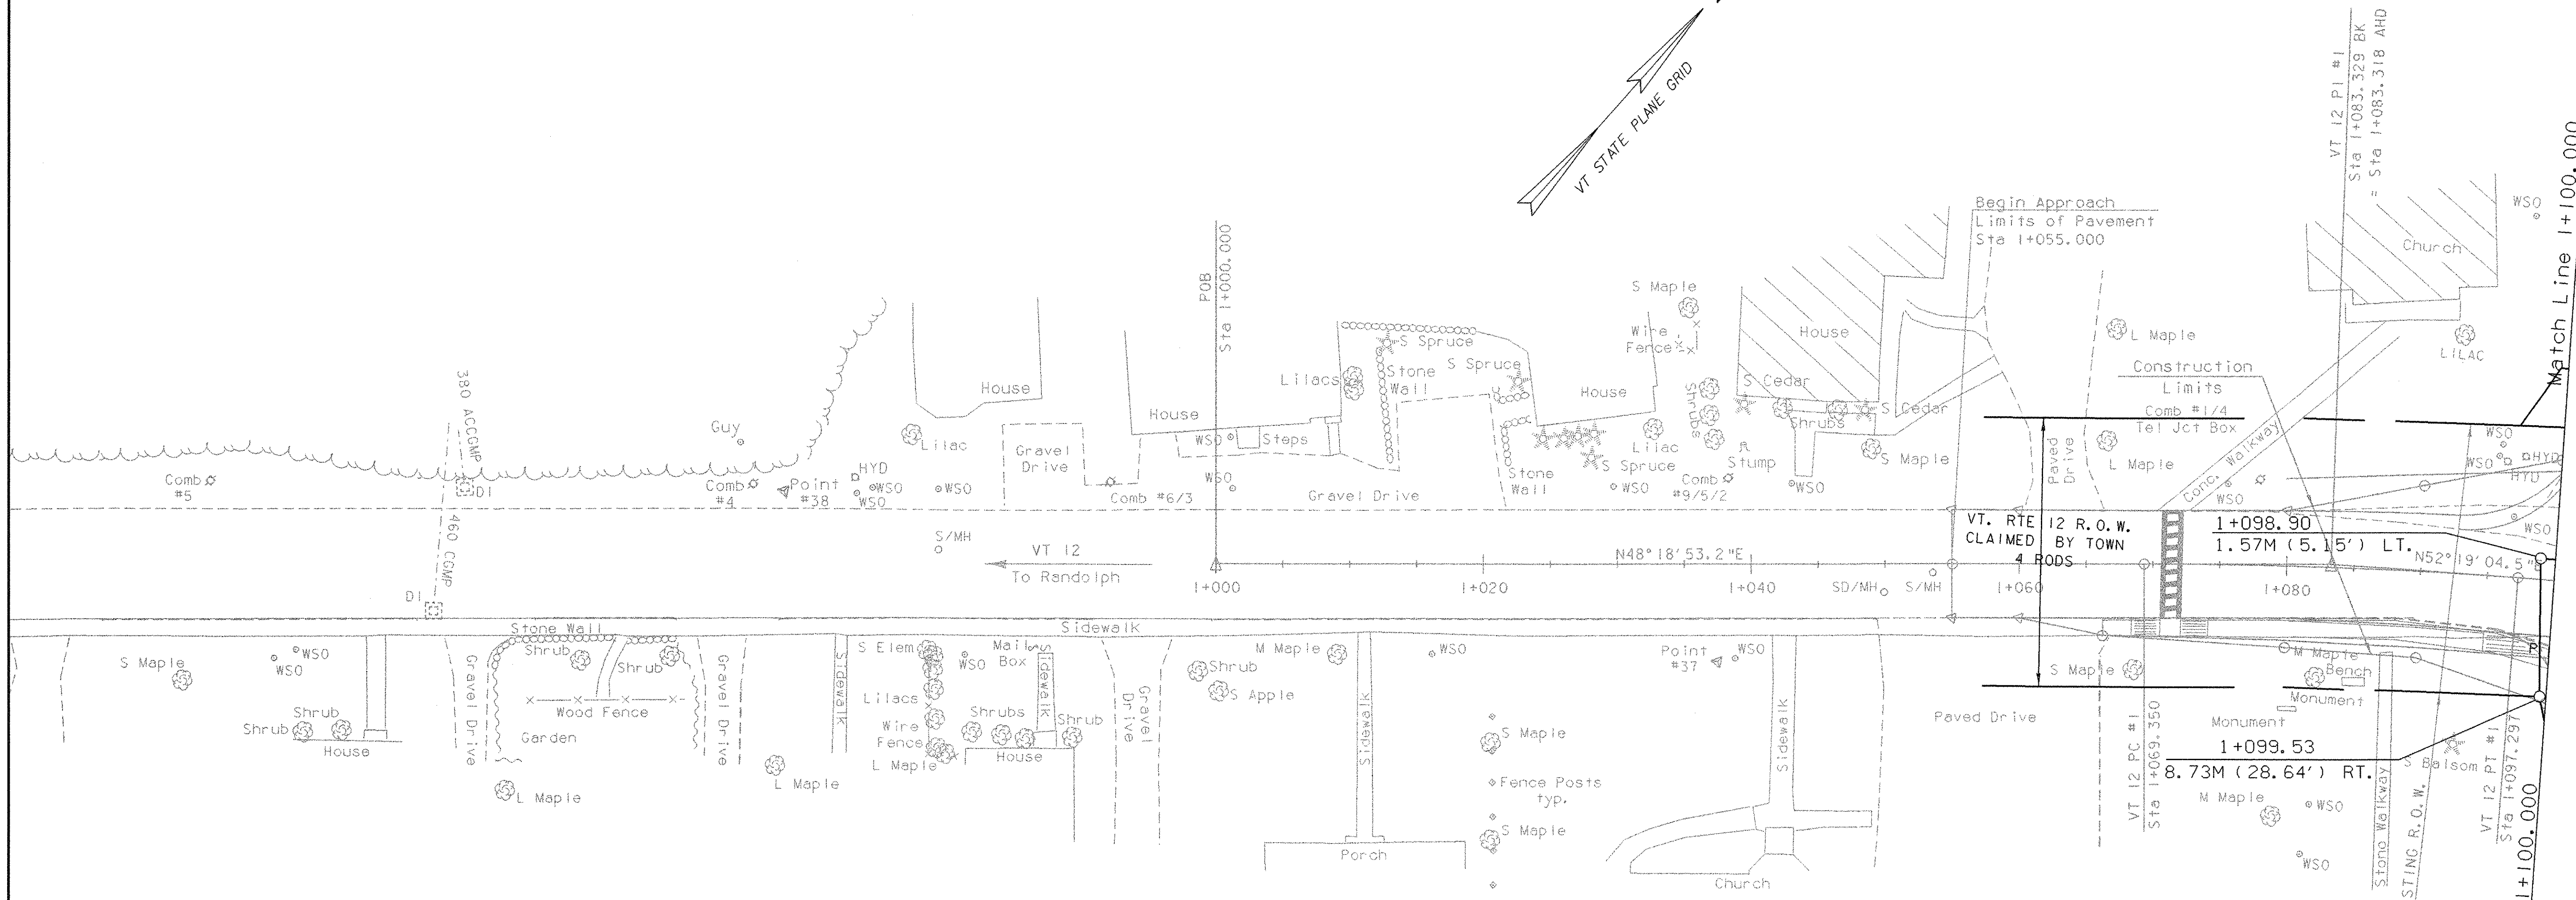 VT STATE PLANE GRID
VT 12 PI #1
Sta 1+083.329 BK
= Sta 1+083.318 AHD
Match Line 1+100.000
WSO
Church
LILAC
Begin Approach
Limits of Pavement
Sta 1+055.000
POB
Sta 1+000.000
S Maple
Wire
Fence
House
L Maple
Construction
Limits
Comb #1/4
Tel Jct Box
Conc. Walkway
L Maple
Paved
Drive
S Spruce
S Spruce
Stone
Wall
Lilacs
House
Shrubs
S Cedar
S Cedar
Shrubs
S Maple
Lilac
Stump
S Spruce
Stone
Wall
WSO
Comb
#9/5/2
WSO
Gravel Drive
House
WSO
Steps
WSO
House
Lilac
Gravel
Drive
Comb #6/3
380 ACCGMP
Guy
Comb
#5
DI
Comb
#4
Point
#38
HYD
WSO
WSO
WSO
460 CGMP
DI
S/MH
VT 12
To Randolph
1+000
1+020
N48°18'53.2"E
1+040
SD/MH
S/MH
1+060
1+080
VT. RTE 12 R.O.W.
CLAIMED BY TOWN
4 RODS
1+098.90
1.57M (5.15') LT.
N52°19'04.5"E
WSO
WSO
WSO
HYD
HYD
WSO
Stone Wall
Sidewalk
S Maple
WSO
WSO
Shrub
Shrub
House
Gravel Drive
Shrub
Shrub
Wood Fence
Garden
L Maple
Gravel Drive
L Maple
Sidewalk
S Elem
WSO
Mail
Box
Sidewalk
Lilacs
Wire
Fence
L Maple
Shrubs
Shrub
House
Gravel
Drive
Shrub
S Apple
M Maple
WSO
Sidewalk
Porch
S Maple
Fence Posts
typ.
S Maple
Point
#37
WSO
Sidewalk
Church
Paved Drive
S Maple
VT 12 PC #1
Sta 1+069.350
M Maple
Bench
Monument
Monument
1+099.53
8.73M (28.64') RT.
S Balsom
M Maple
WSO
WSO
Stone Walkway
STING R.O.W.
VT 12 PT #1
Sta 1+097.297
1+100.000
P